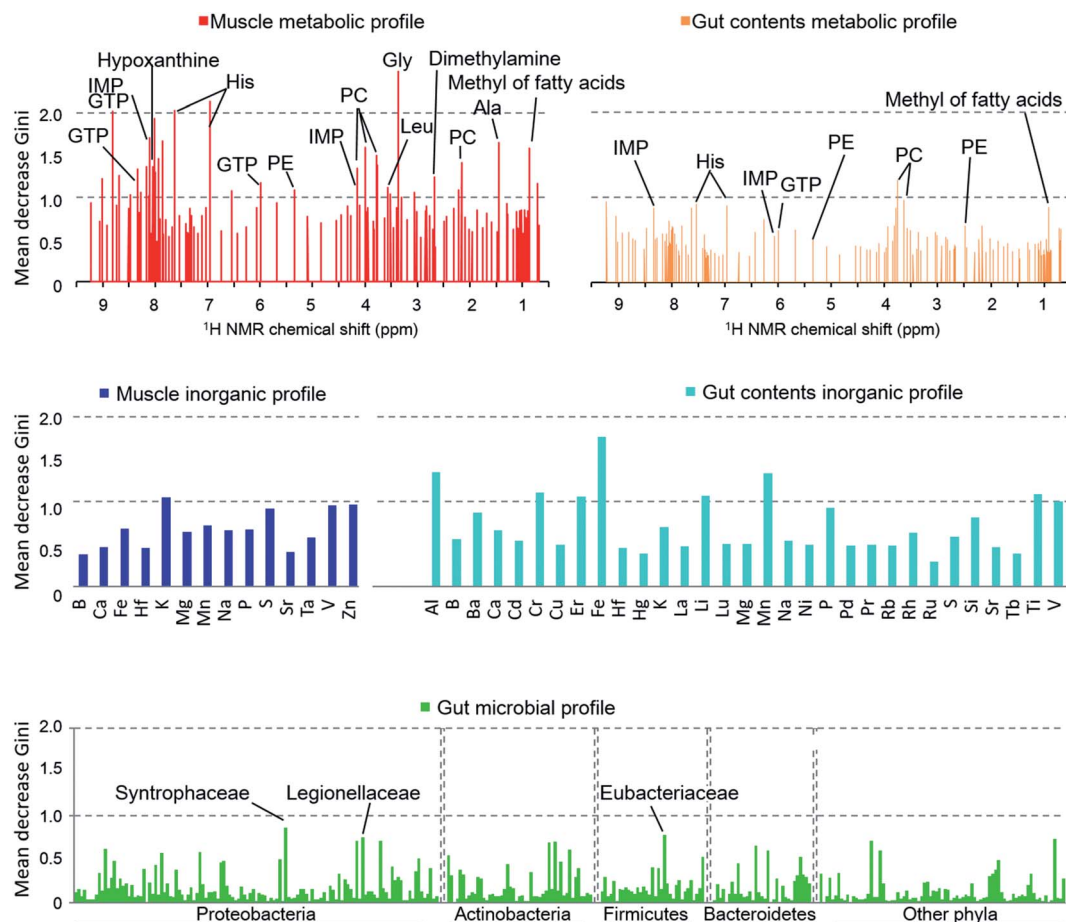 Muscle metabolic profile
Gut contents metabolic profile
Mean decrease Gini
2.0
1.0
0.5
0
Hypoxanthine
IMP
GTP
GTP
His
GTP
PE
IMP
PC
Gly
Leu
Dimethylamine
PC
Methyl of fatty acids
Ala
9 8 7 6 5 4 3 2 1
¹H NMR chemical shift (ppm)
IMP
His
IMP
GTP
PE
PC
PE
Methyl of fatty acids
9 8 7 6 5 4 3 2 1
¹H NMR chemical shift (ppm)
Muscle inorganic profile
Gut contents inorganic profile
Mean decrease Gini
2.0
1.5
1.0
0.5
0
B Ca Fe Hf K Mg Mn Na P S Sr Ta V Zn
Al B Ba Ca Cd Cr Cu Er Fe Hf Hg K La Li Lu Mg Mn Na Ni P Pd Pr Rb Rh Ru S Si Sr Tb Ti V
Gut microbial profile
Mean decrease Gini
2.0
1.5
1.0
0.5
0
Syntrophaceae
Legionellaceae
Eubacteriaceae
Proteobacteria
Actinobacteria
Firmicutes
Bacteroidetes
Other phyla